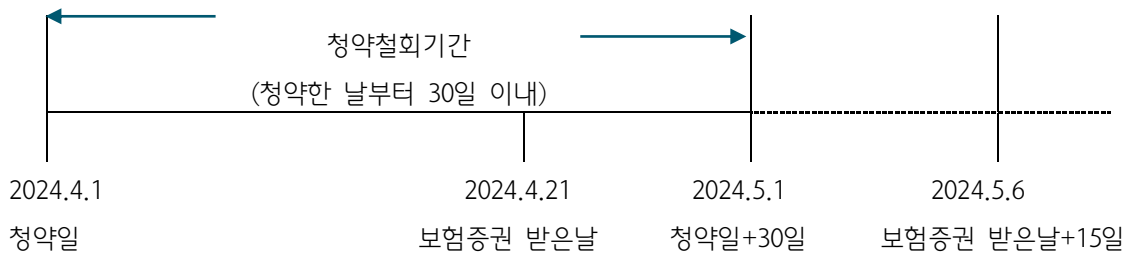 청약철회기간
(청약한 날부터 30일 이내)
2024.4.1 2024.4.21 2024.5.1 2024.5.6
청약일 보험증권 받은날 청약일+30일 보험증권 받은날+15일